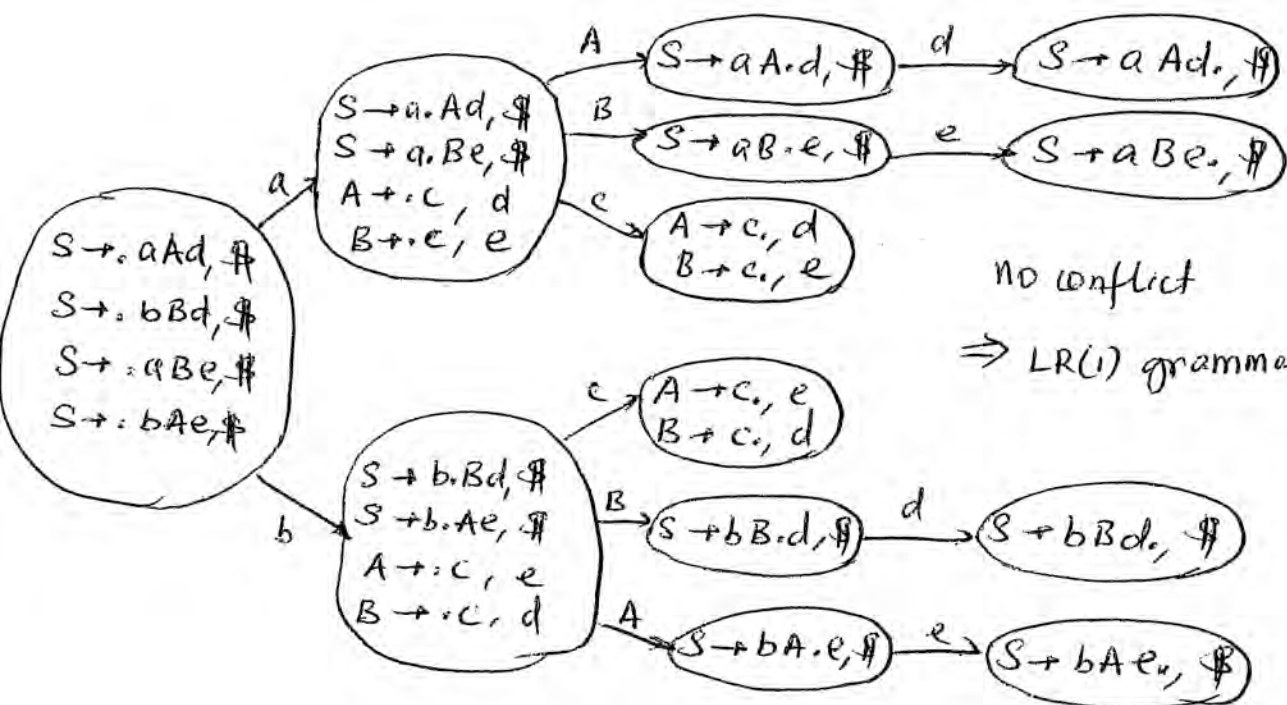 S → . aAd, $
S → . bBd, $
S → . aBe, $
S → . bAe, $
a
b
S → a.Ad, $
S → a.Be, $
A → .c, d
B → .c, e
A
B
c
S → aA.d, $
d
S → aAd., $
S → aB.e, $
e
S → aBe., $
A → c., d
B → c., e
no conflict
⇒ LR(1) gramma
S → b.Bd, $
S → b.Ae, $
A → .c, e
B → .c, d
c
B
A
A → c., e
B → c., d
S → bB.d, $
d
S → bBd., $
S → bA.e, $
e
S → bAe., $